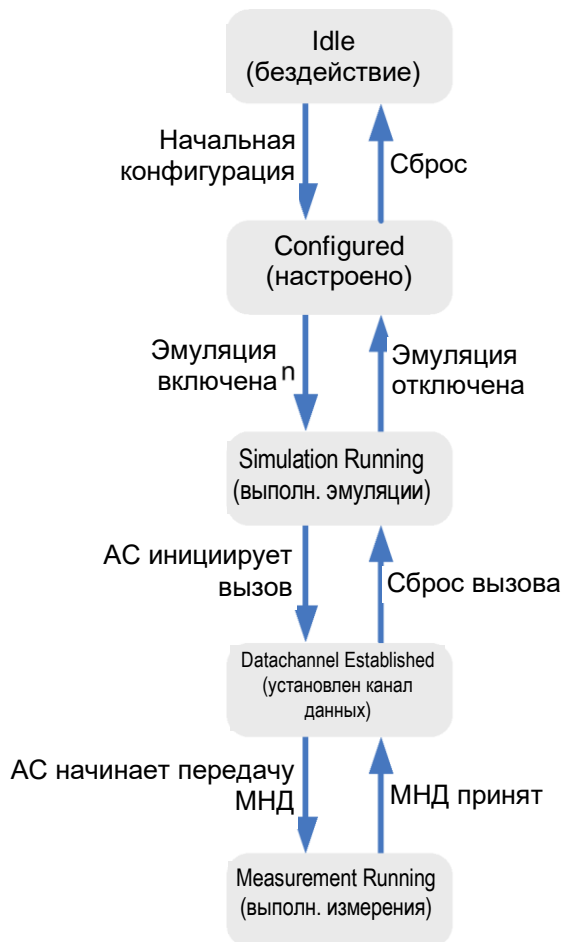 Idle
(бездействие)
Начальная
конфигурация
Сброс
Configured
(настроено)
Эмуляция
включена n
Эмуляция
отключена
Simulation Running
(выполн. эмуляции)
АС инициирует
вызов
Сброс вызова
Datachannel Established
(установлен канал
данных)
АС начинает передачу
МНД
МНД принят
Measurement Running
(выполн. измерения)